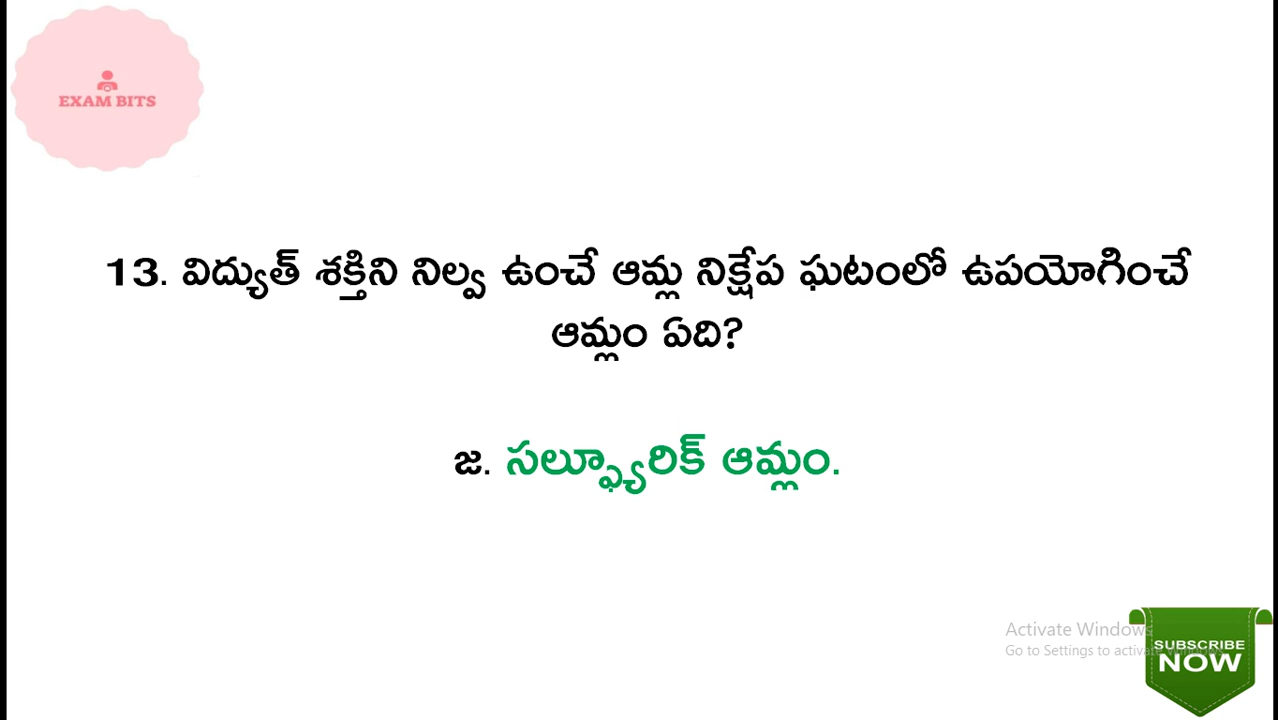 EXAM BITS
13. విద్యుత్ శక్తిని నిల్వ ఉంచే ఆమ్ల నిక్షేప ఘటంలో ఉపయోగించే
ఆమ్లం ఏది?
జ. సల్ఫ్యూరిక్ ఆమ్లం.
Activate Windows
Go to Settings to activate Windows.
SUBSCRIBE
NOW